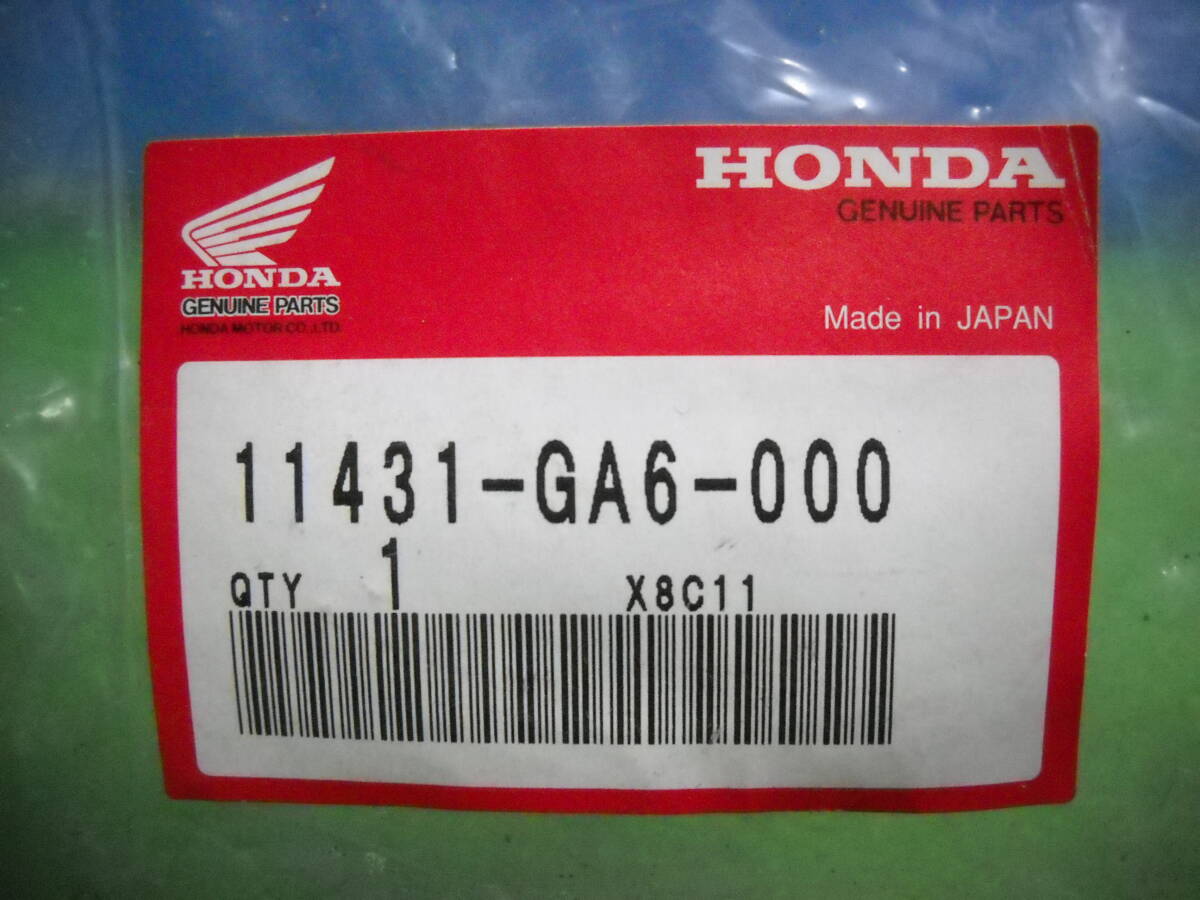 HONDA
GENUINE PARTS
HONDA
GENUINE PARTS
HONDA MOTOR CO.,LTD.
Made in JAPAN
11431-GA6-000
QTY 1 X8C11